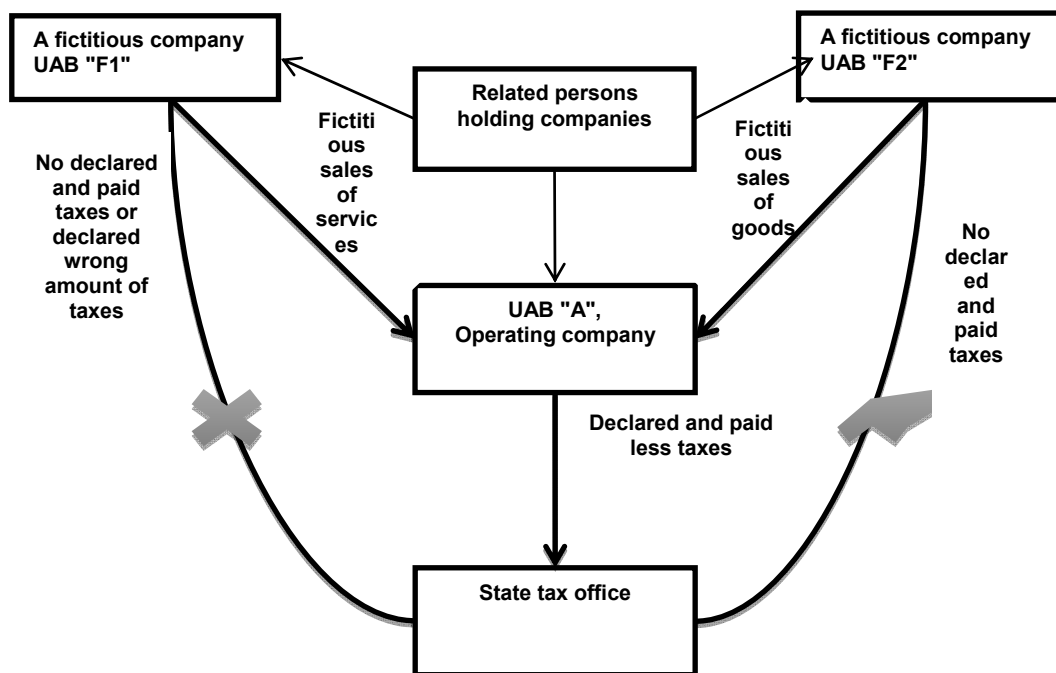 A fictitious company
UAB "F1"
A fictitious company
UAB "F2"
Related persons
holding companies
No declared
and paid
taxes or
declared
wrong
amount of
taxes
Fictiti
ous
sales
of
servic
es
Fictiti
ous
sales
of
goods
No
declar
ed
and
paid
taxes
UAB "A",
Operating company
Declared and paid
less taxes
State tax office